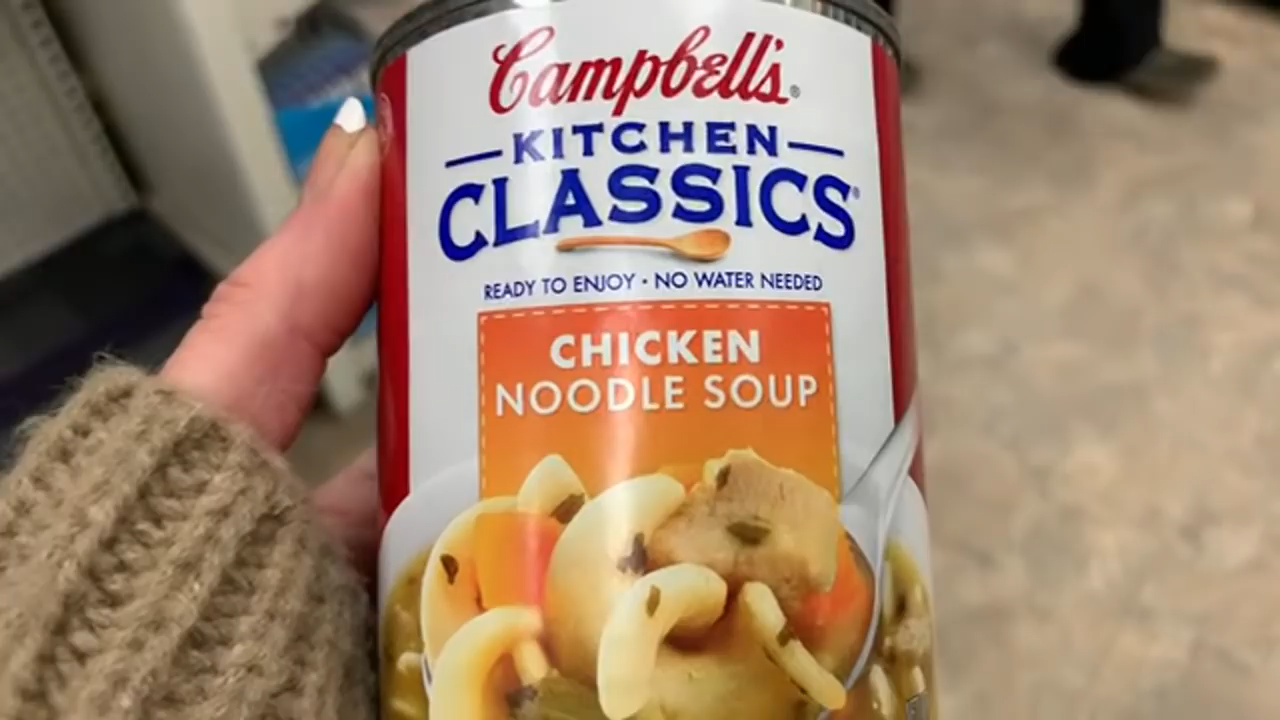 Campbell's®
KITCHEN
CLASSICS®
READY TO ENJOY · NO WATER NEEDED
CHICKEN
NOODLE SOUP